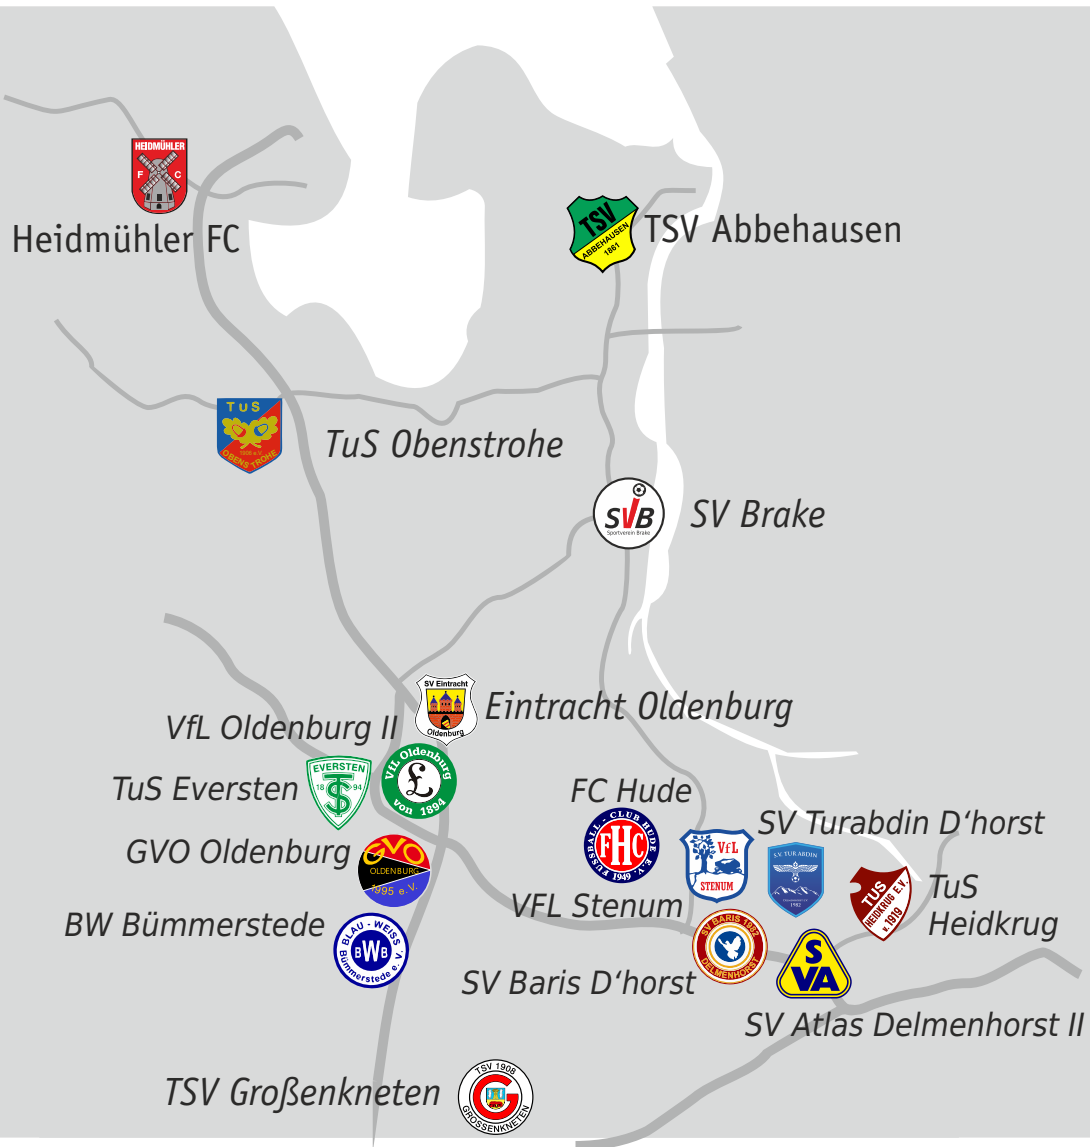 HEIDMÜHLER
F C
Heidmühler FC
TSV
ABBEHAUSEN
1861
TSV Abbehausen
TuS
1906 e.V.
OBENSTROHE
TuS Obenstrohe
SVB
Sportverein Brake
SV Brake
SV Eintracht
Oldenburg
Eintracht Oldenburg
VfL Oldenburg II
VfL Oldenburg
von 1894
EVERSTEN
18 94
TuS Eversten
FC Hude
FUSSBALL - CLUB HUDE E.V.
FHC
1949
VfL
STENUM
SV Turabdin D‘horst
S.V. TUR ABDIN
1982
GVO Oldenburg
GVO
OLDENBURG
1995 e.V.
VFL Stenum
TUS
HEIDKRUG E.V.
v. 1919
TuS
Heidkrug
BW Bümmerstede
BLAU - WEISS
BWB
Bümmerstede e. V.
SV Baris D‘horst
SV BARIS 1982
DELMENHORST
S
VA
SV Atlas Delmenhorst II
TSV Großenkneten
TSV 1908
G
GROSSENKNETEN